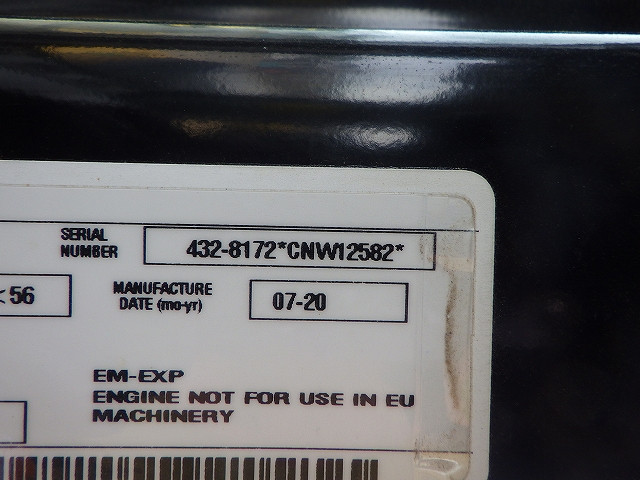 SERIAL
NUMBER
432-8172*CNW12582*
56
MANUFACTURE
DATE (mo-yr)
07-20
EM-EXP
ENGINE NOT FOR USE IN EU
MACHINERY